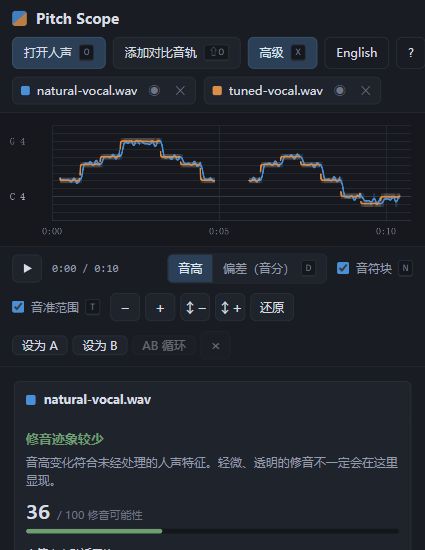 Pitch Scope
打开人声 O 添加对比音轨 ⇧O 高级 X English ?
natural-vocal.wav tuned-vocal.wav
G 4
C 4
0:00 0:05 0:10
0:00 / 0:10 音高 偏差（音分） D 音符块 N
音准范围 T − + ↕− ↕+ 还原
设为 A 设为 B AB 循环 ×
natural-vocal.wav
修音迹象较少
音高变化符合未经处理的人声特征。轻微、透明的修音不一定会在这里
显现。
36 / 100 修音可能性